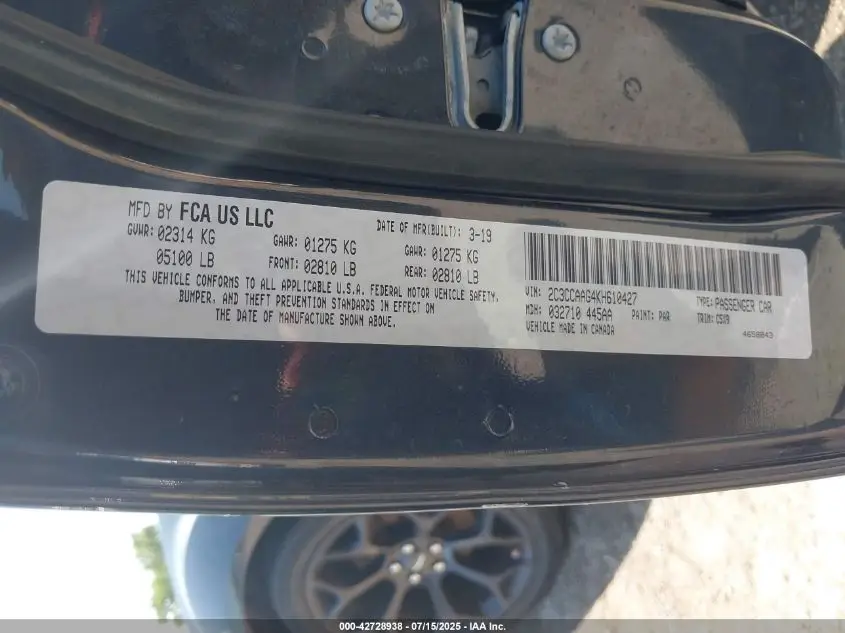 MFD BY FCA US LLC
DATE OF MFR(BUILT): 3-19
GVWR: 02314 KG
GAWR: 01275 KG
GAWR: 01275 KG
05100 LB
FRONT: 02810 LB
REAR: 02810 LB
THIS VEHICLE CONFORMS TO ALL APPLICABLE U.S.A. FEDERAL MOTOR VEHICLE SAFETY,
BUMPER, AND THEFT PREVENTION STANDARDS IN EFFECT ON
THE DATE OF MANUFACTURE SHOWN ABOVE.
VIN: 2C3CCAAG4KH610427
TYPE: PASSENGER CAR
MDH: 032710 445AA
PAINT: PAR
TRIM: CSX9
VEHICLE MADE IN CANADA
4658843
000-42728938 - 07/15/2025 - IAA Inc.